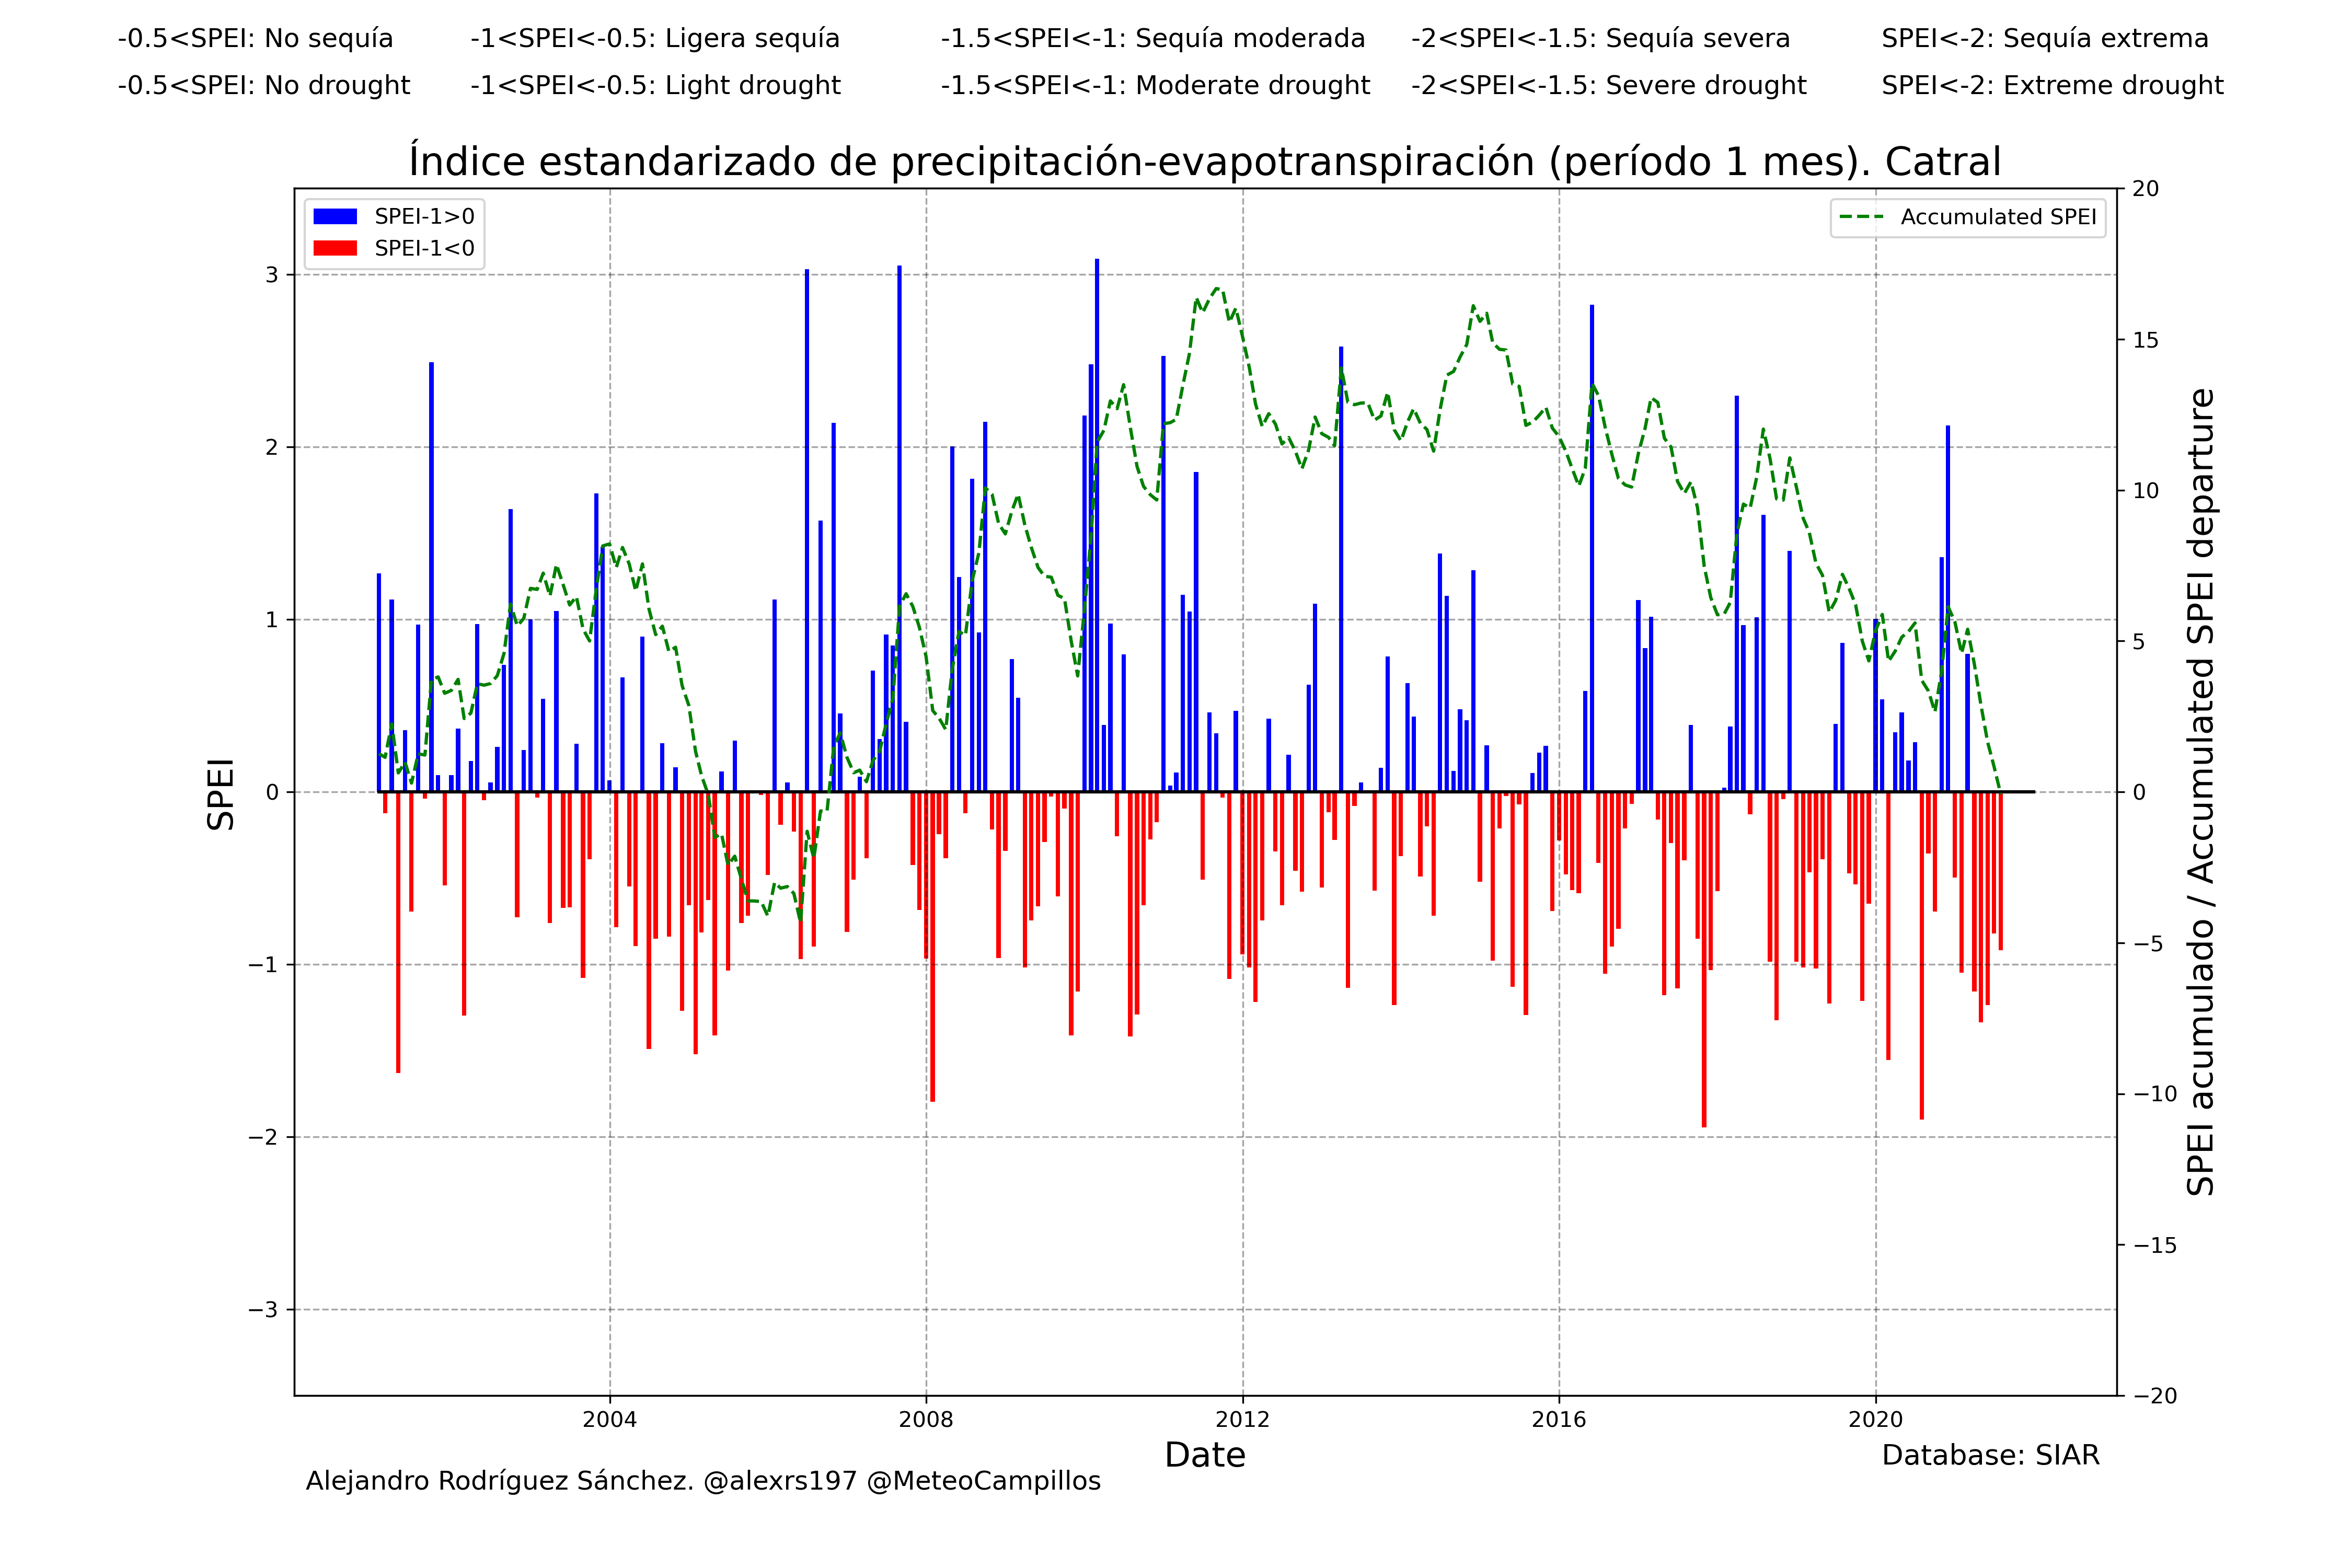 -0.5<SPEI: No sequía -1<SPEI<-0.5: Ligera sequía -1.5<SPEI<-1: Sequía moderada -2<SPEI<-1.5: Sequía severa SPEI<-2: Sequía extrema
-0.5<SPEI: No drought -1<SPEI<-0.5: Light drought -1.5<SPEI<-1: Moderate drought -2<SPEI<-1.5: Severe drought SPEI<-2: Extreme drought
Índice estandarizado de precipitación-evapotranspiración (período 1 mes). Catral
SPEI-1>0
SPEI-1<0
Accumulated SPEI
SPEI
3
2
1
0
−1
−2
−3
20
15
10
5
0
−5
−10
−15
−20
SPEI acumulado / Accumulated SPEI departure
2004 2008 2012 2016 2020
Date
Database: SIAR
Alejandro Rodríguez Sánchez. @alexrs197 @MeteoCampillos